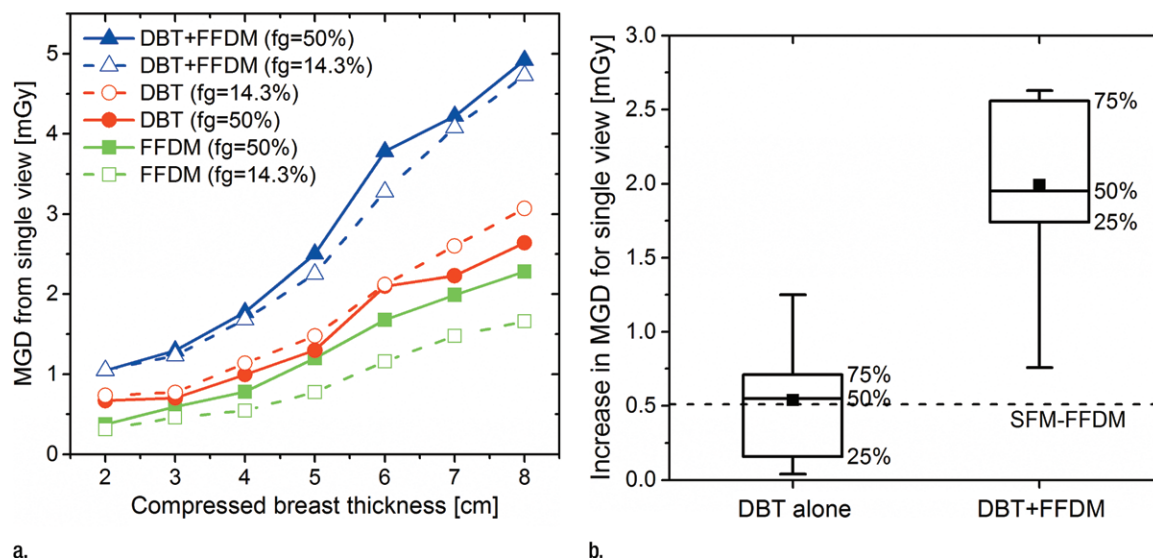 DBT+FFDM (fg=50%)
DBT+FFDM (fg=14.3%)
DBT (fg=14.3%)
DBT (fg=50%)
FFDM (fg=50%)
FFDM (fg=14.3%)
MGD from single view [mGy]
5
4
3
2
1
0
2 3 4 5 6 7 8
Compressed breast thickness [cm]
a.
Increase in MGD for single view [mGy]
3.0
2.5
2.0
1.5
1.0
0.5
0.0
75%
50%
25%
75%
50%
25%
SFM-FFDM
DBT alone DBT+FFDM
b.